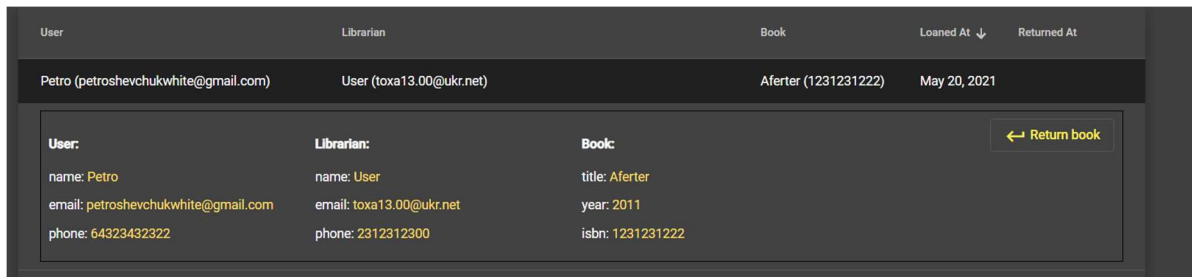 User Librarian Book Loaned At Returned At
Petro (petroshevchukwhite@gmail.com) User (toxa13.00@ukr.net) Aferter (1231231222) May 20, 2021
Return book
User: Librarian: Book:
name: Petro name: User title: Aferter
email: petroshevchukwhite@gmail.com email: toxa13.00@ukr.net year: 2011
phone: 64323432322 phone: 2312312300 isbn: 1231231222